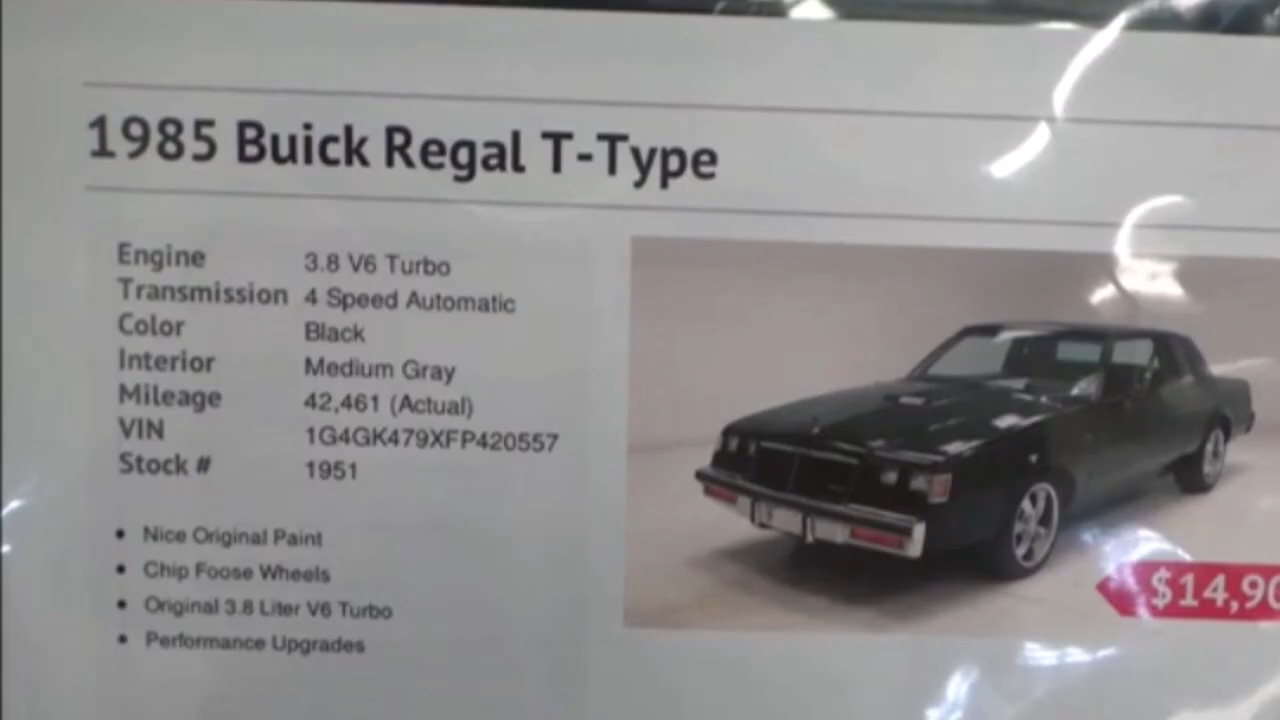 1985 Buick Regal T-Type
Engine 3.8 V6 Turbo
Transmission 4 Speed Automatic
Color Black
Interior Medium Gray
Mileage 42,461 (Actual)
VIN 1G4GK479XFP420557
Stock # 1951
• Nice Original Paint
• Chip Foose Wheels
• Original 3.8 Liter V6 Turbo
• Performance Upgrades
$14,90